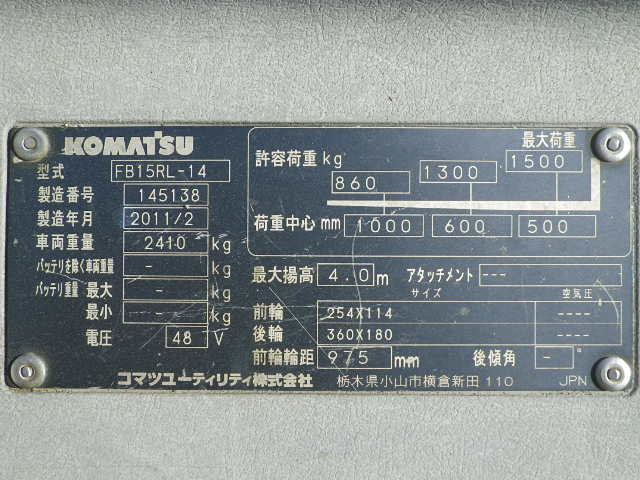 KOMATSU
型式 FB15RL-14
製造番号 145138
製造年月 2011/2
車両重量 2410 kg
バッテリを除く車両重量 - kg
バッテリ重量 最大 - kg
最小 - kg
電圧 48 V
最大荷重
許容荷重 kg 860 1300 1500
荷重中心 mm 1000 600 500
最大揚高 4.0 m アタッチメント ---
サイズ 空気圧
前輪 254X114 ----
後輪 360X180 ----
前輪輪距 975 mm 後傾角 - °
コマツユーティリティ株式会社 栃木県小山市横倉新田 110 JPN